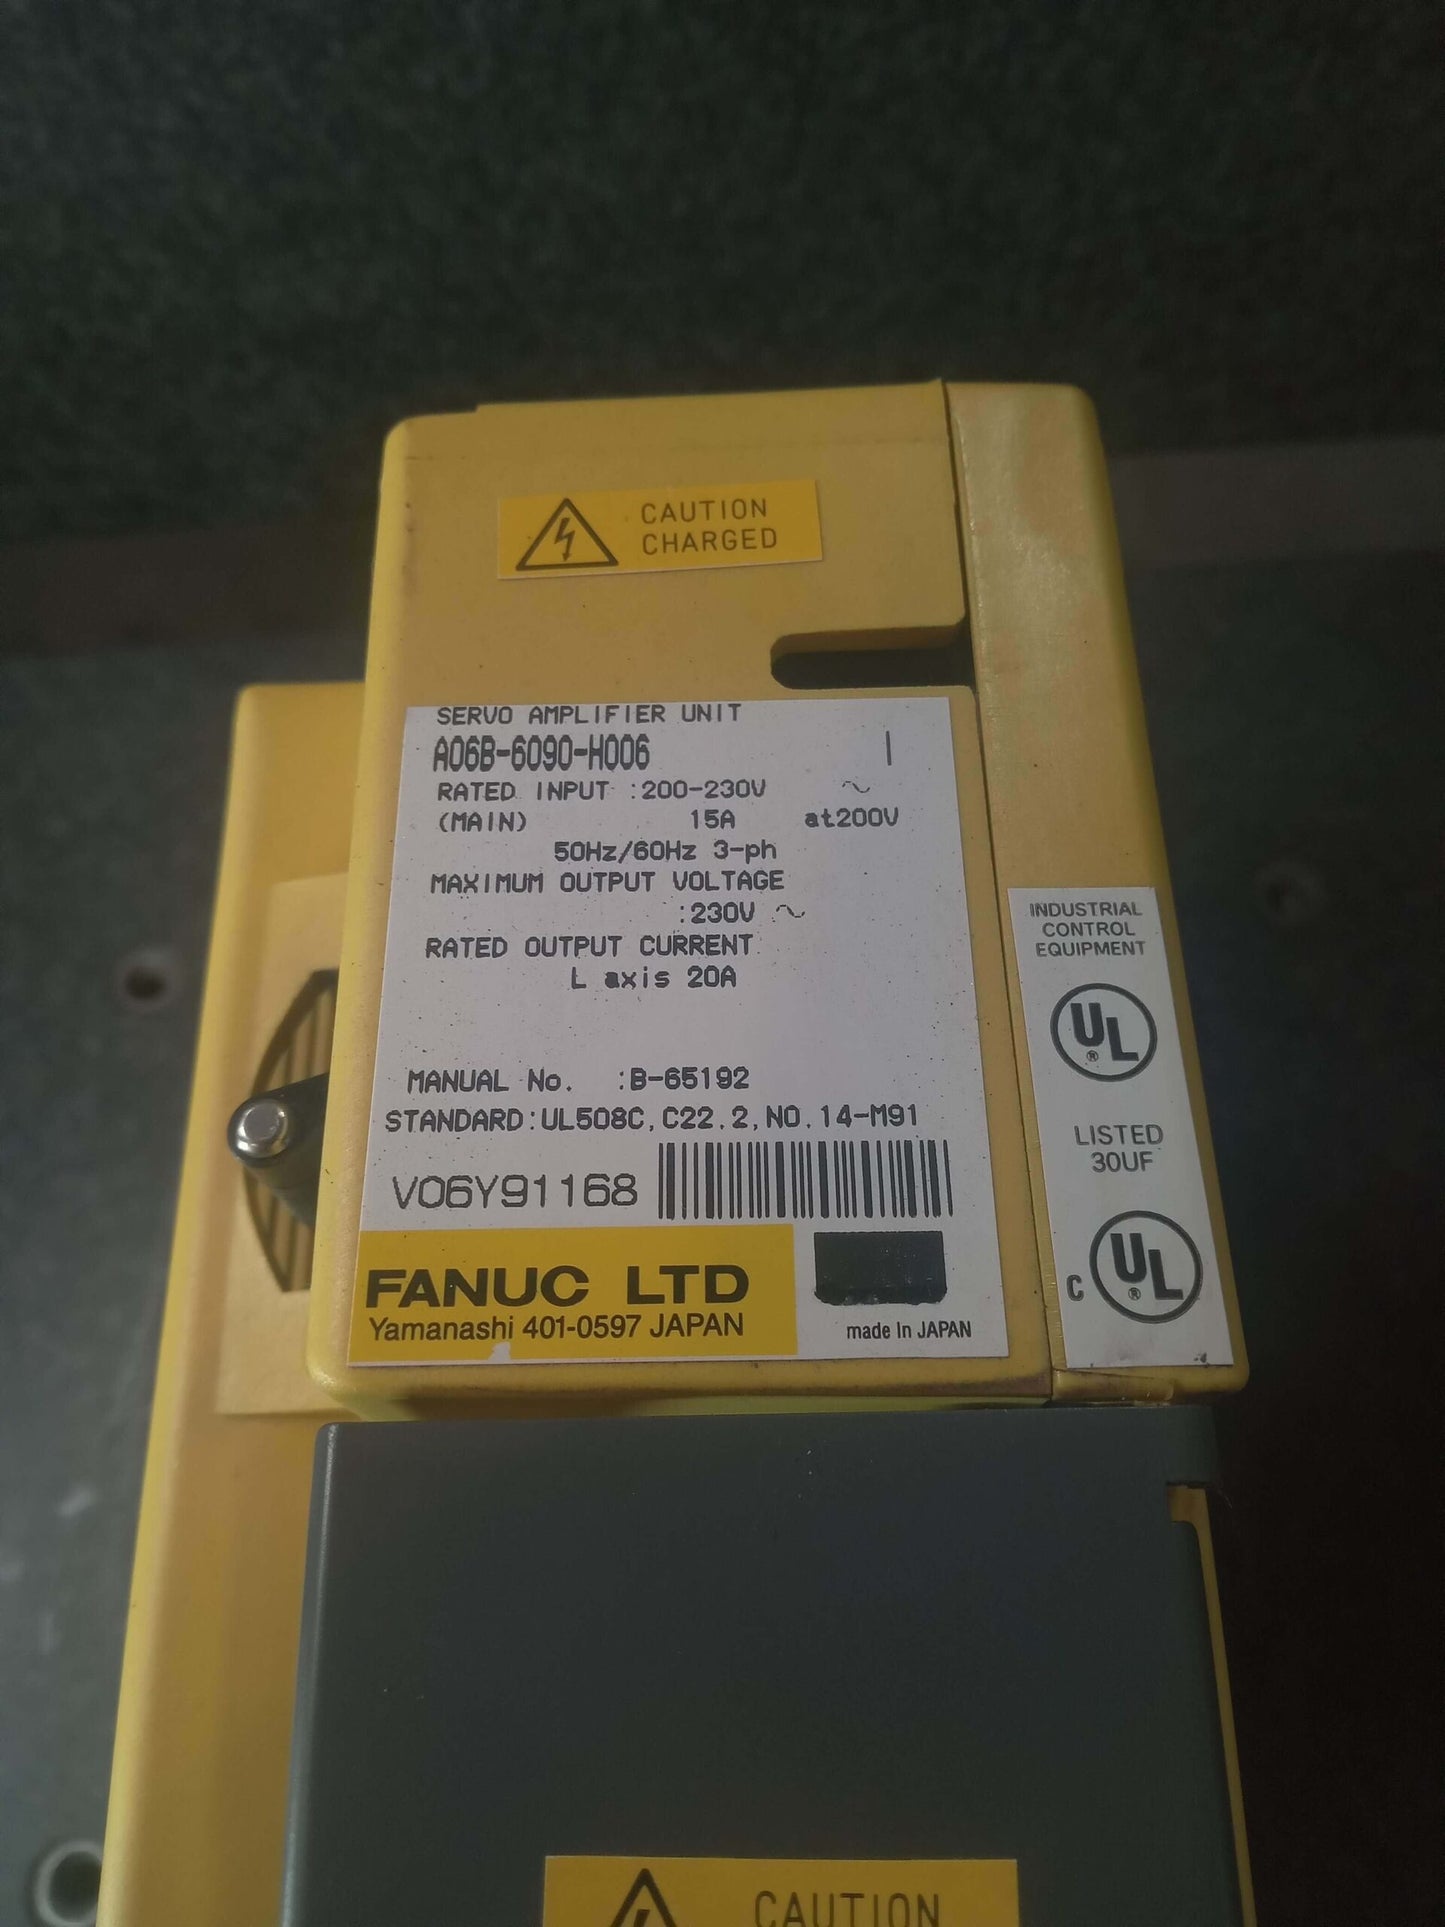 CAUTION
CHARGED
SERVO AMPLIFIER UNIT
A06B-6090-H006 I
RATED INPUT :200-230V ~
(MAIN) 15A at200V
50Hz/60Hz 3-ph
MAXIMUM OUTPUT VOLTAGE
:230V ~
RATED OUTPUT CURRENT
L axis 20A
MANUAL No. :B-65192
STANDARD:UL508C,C22.2,NO.14-M91
V06Y91168
FANUC LTD
Yamanashi 401-0597 JAPAN
made In JAPAN
INDUSTRIAL
CONTROL
EQUIPMENT
UL
®
LISTED
30UF
C UL
®
CAUTION